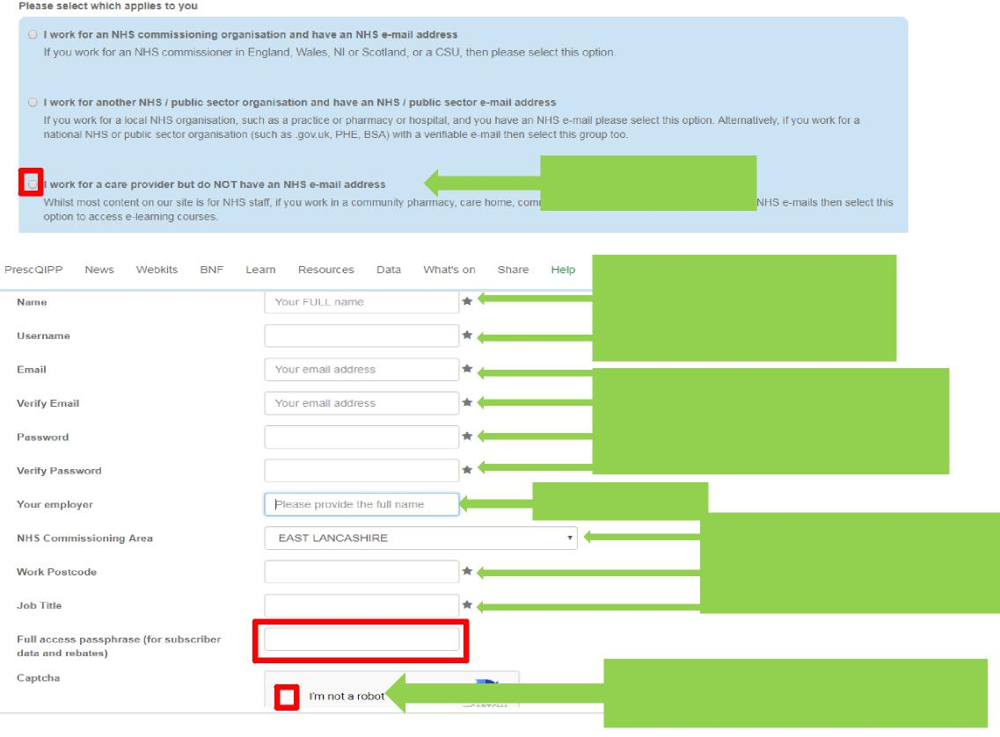 Please select which applies to you
I work for an NHS commissioning organisation and have an NHS e-mail address
If you work for an NHS commissioner in England, Wales, NI or Scotland, or a CSU, then please select this option.
I work for another NHS / public sector organisation and have an NHS / public sector e-mail address
If you work for a local NHS organisation, such as a practice or pharmacy or hospital, and you have an NHS e-mail please select this option. Alternatively, if you work for a
national NHS or public sector organisation (such as .gov.uk, PHE, BSA) with a verifiable e-mail then select this group too.
I work for a care provider but do NOT have an NHS e-mail address
Whilst most content on our site is for NHS staff, if you work in a community pharmacy, care home, NHS e-mails then select this
option to access e-learning courses.
PrescQIPP News Webkits BNF Learn Resources Data What's on Share Help
Name Your FULL name
Username
Email Your email address
Verify Email Your email address
Password
Verify Password
Your employer Please provide the full name
NHS Commissioning Area EAST LANCASHIRE
Work Postcode
Job Title
Full access passphrase (for subscriber
data and rebates)
Captcha
I'm not a robot